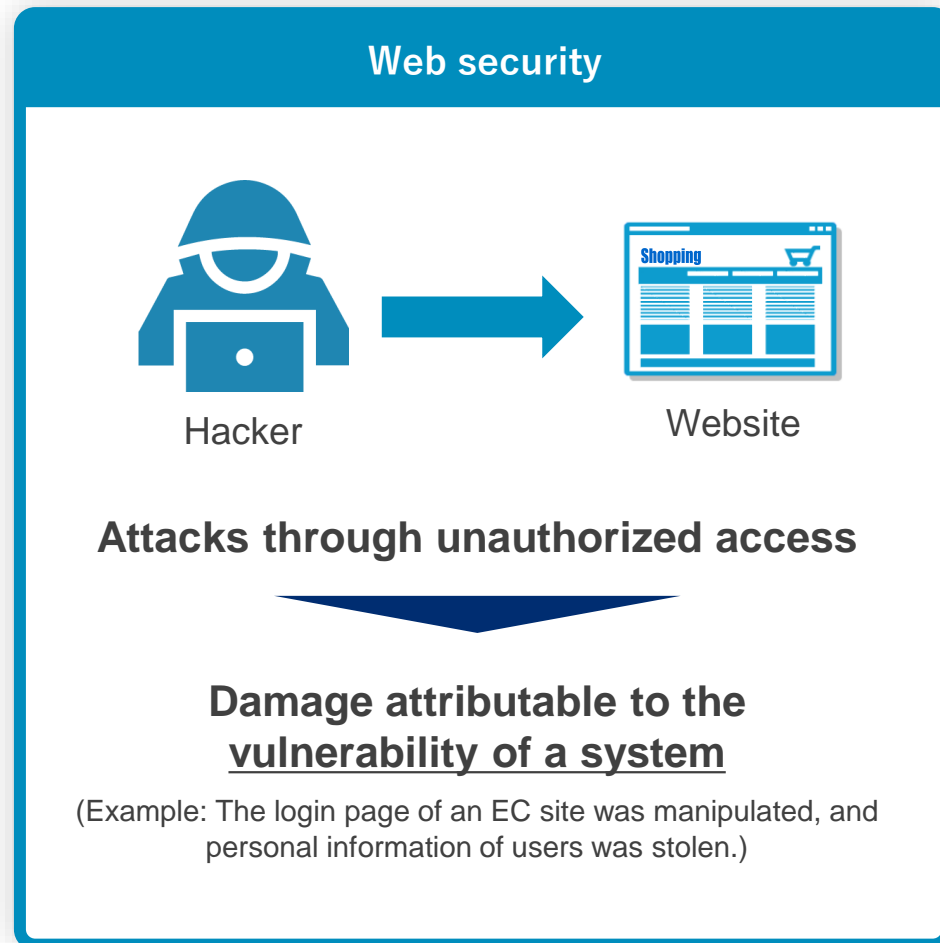 Web security
Shopping
Hacker
Website
Attacks through unauthorized access
Damage attributable to the
vulnerability of a system
(Example: The login page of an EC site was manipulated, and
personal information of users was stolen.)